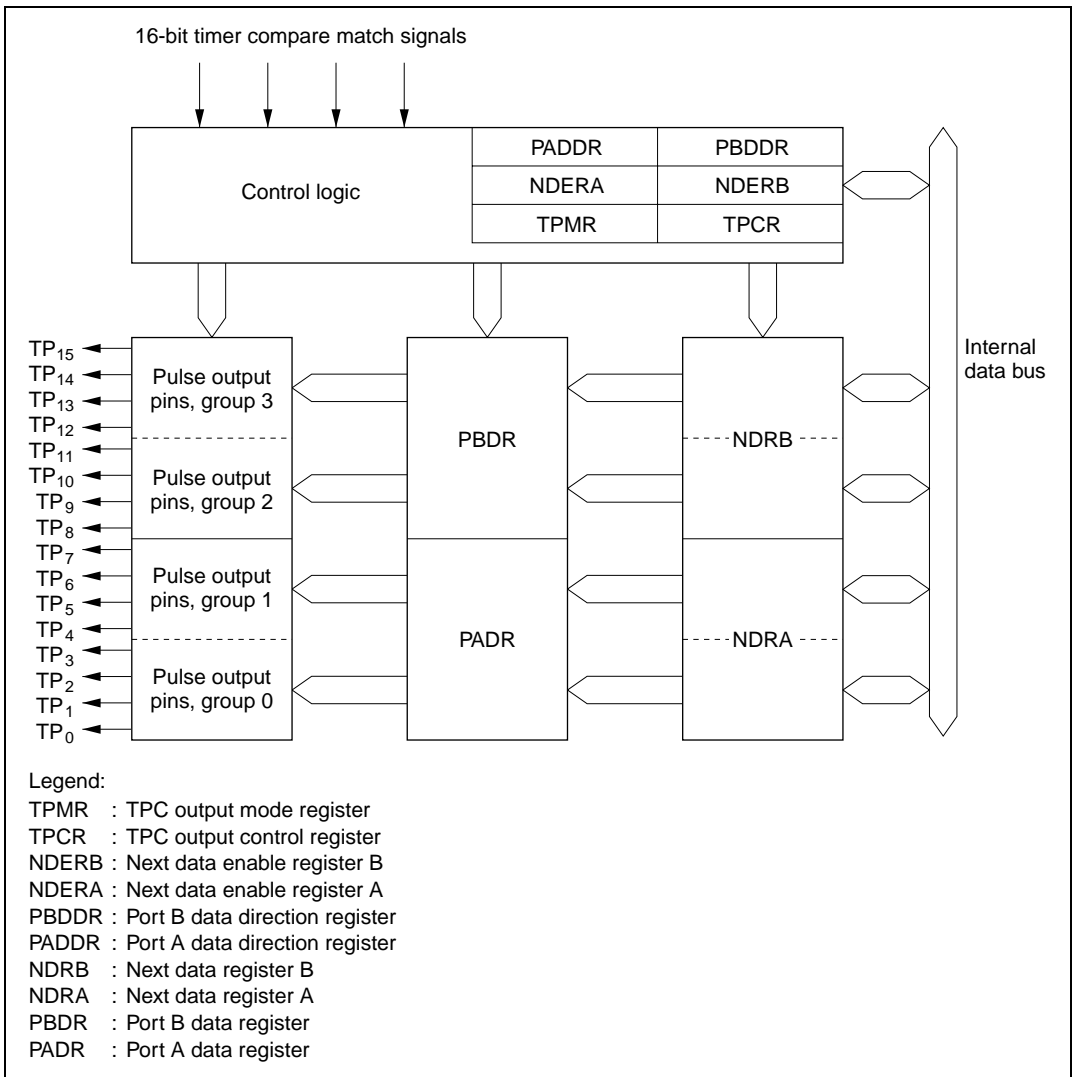 16-bit timer compare match signals
Control logic
PADDR PBDDR
NDERA NDERB
TPMR TPCR
Internal
data bus
TP15
TP14
TP13
TP12
TP11
TP10
TP9
TP8
TP7
TP6
TP5
TP4
TP3
TP2
TP1
TP0
Pulse output
pins, group 3
Pulse output
pins, group 2
Pulse output
pins, group 1
Pulse output
pins, group 0
PBDR
PADR
NDRB
NDRA
Legend:
TPMR : TPC output mode register
TPCR : TPC output control register
NDERB : Next data enable register B
NDERA : Next data enable register A
PBDDR : Port B data direction register
PADDR : Port A data direction register
NDRB : Next data register B
NDRA : Next data register A
PBDR : Port B data register
PADR : Port A data register